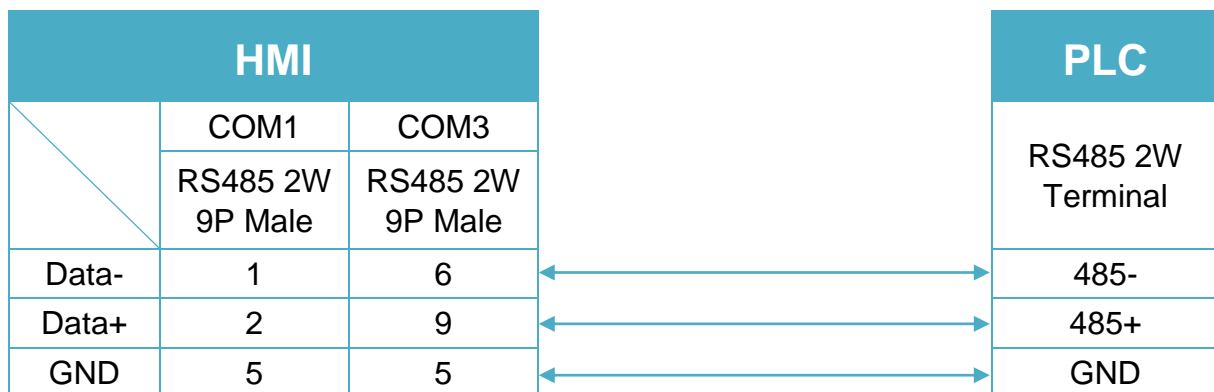 HMI PLC
COM1 COM3
RS485 2W RS485 2W
9P Male 9P Male
RS485 2W
Terminal
Data- 1 6 485-
Data+ 2 9 485+
GND 5 5 GND